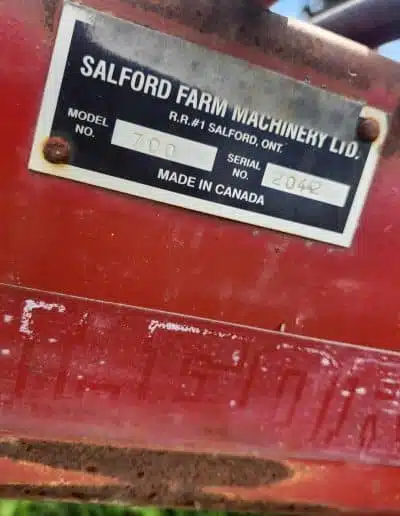 SALFORD FARM MACHINERY LTD.
R.R.#1 SALFORD, ONT.
MODEL NO. 700
SERIAL NO. 2042
MADE IN CANADA